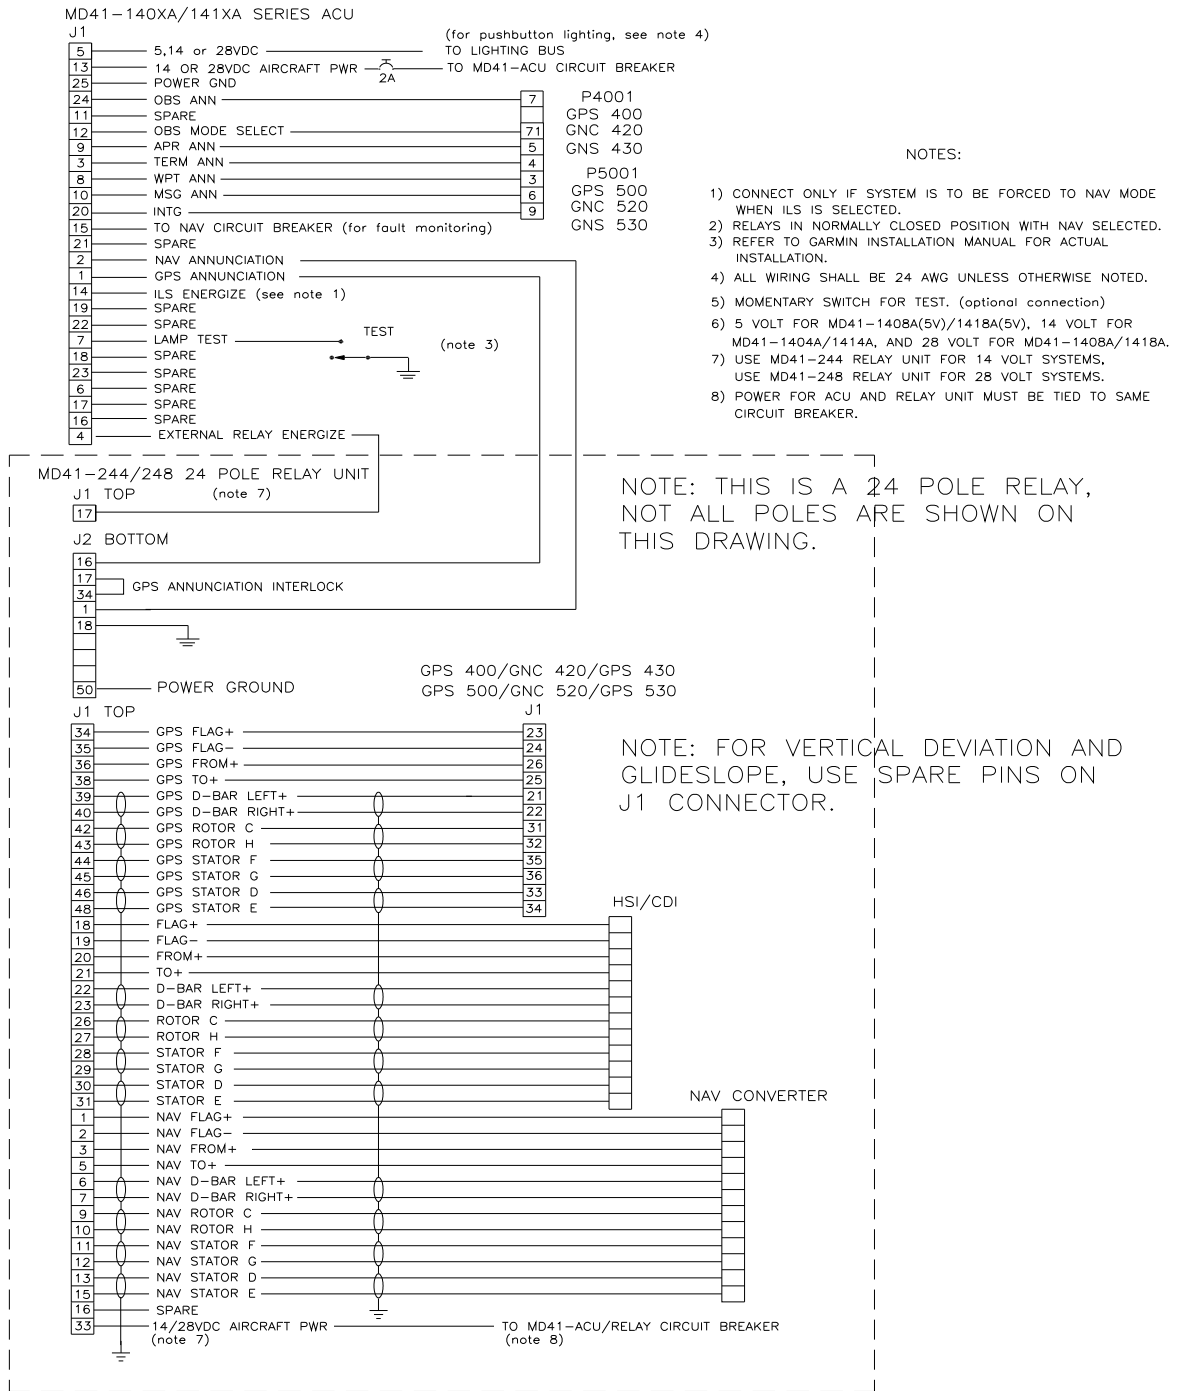 MD41-140XA/141XA SERIES ACU
J1
(for pushbutton lighting, see note 4)
5 5,14 or 28VDC TO LIGHTING BUS
13 14 OR 28VDC AIRCRAFT PWR 2A TO MD41-ACU CIRCUIT BREAKER
25 POWER GND
24 OBS ANN 7
11 SPARE
12 OBS MODE SELECT 71
9 APR ANN 5
3 TERM ANN 4
8 WPT ANN 3
10 MSG ANN 6
20 INTG 9
15 TO NAV CIRCUIT BREAKER (for fault monitoring)
21 SPARE
2 NAV ANNUNCIATION
1 GPS ANNUNCIATION
14 ILS ENERGIZE (see note 1)
19 SPARE
22 SPARE
7 LAMP TEST TEST
18 SPARE (note 3)
23 SPARE
6 SPARE
17 SPARE
16 SPARE
4 EXTERNAL RELAY ENERGIZE
P4001
GPS 400
GNC 420
GNS 430
P5001
GPS 500
GNC 520
GNS 530
NOTES:
1) CONNECT ONLY IF SYSTEM IS TO BE FORCED TO NAV MODE
WHEN ILS IS SELECTED.
2) RELAYS IN NORMALLY CLOSED POSITION WITH NAV SELECTED.
3) REFER TO GARMIN INSTALLATION MANUAL FOR ACTUAL
INSTALLATION.
4) ALL WIRING SHALL BE 24 AWG UNLESS OTHERWISE NOTED.
5) MOMENTARY SWITCH FOR TEST. (optional connection)
6) 5 VOLT FOR MD41-1408A(5V)/1418A(5V), 14 VOLT FOR
MD41-1404A/1414A, AND 28 VOLT FOR MD41-1408A/1418A.
7) USE MD41-244 RELAY UNIT FOR 14 VOLT SYSTEMS,
USE MD41-248 RELAY UNIT FOR 28 VOLT SYSTEMS.
8) POWER FOR ACU AND RELAY UNIT MUST BE TIED TO SAME
CIRCUIT BREAKER.
MD41-244/248 24 POLE RELAY UNIT
J1 TOP (note 7)
17
J2 BOTTOM
16
17
34
GPS ANNUNCIATION INTERLOCK
1
18
50 POWER GROUND
NOTE: THIS IS A 24 POLE RELAY,
NOT ALL POLES ARE SHOWN ON
THIS DRAWING.
GPS 400/GNC 420/GPS 430
GPS 500/GNC 520/GPS 530
J1 TOP J1
34 GPS FLAG+ 23
35 GPS FLAG- 24
36 GPS FROM+ 26
38 GPS TO+ 25
39 GPS D-BAR LEFT+ 21
40 GPS D-BAR RIGHT+ 22
42 GPS ROTOR C 31
43 GPS ROTOR H 32
44 GPS STATOR F 35
45 GPS STATOR G 36
46 GPS STATOR D 33
48 GPS STATOR E 34
NOTE: FOR VERTICAL DEVIATION AND
GLIDESLOPE, USE SPARE PINS ON
J1 CONNECTOR.
HSI/CDI
18 FLAG+
19 FLAG-
20 FROM+
21 TO+
22 D-BAR LEFT+
23 D-BAR RIGHT+
26 ROTOR C
27 ROTOR H
28 STATOR F
29 STATOR G
30 STATOR D
31 STATOR E
NAV CONVERTER
1 NAV FLAG+
2 NAV FLAG-
3 NAV FROM+
5 NAV TO+
6 NAV D-BAR LEFT+
7 NAV D-BAR RIGHT+
9 NAV ROTOR C
10 NAV ROTOR H
11 NAV STATOR F
12 NAV STATOR G
13 NAV STATOR D
15 NAV STATOR E
16 SPARE
33 14/28VDC AIRCRAFT PWR TO MD41-ACU/RELAY CIRCUIT BREAKER
(note 7) (note 8)